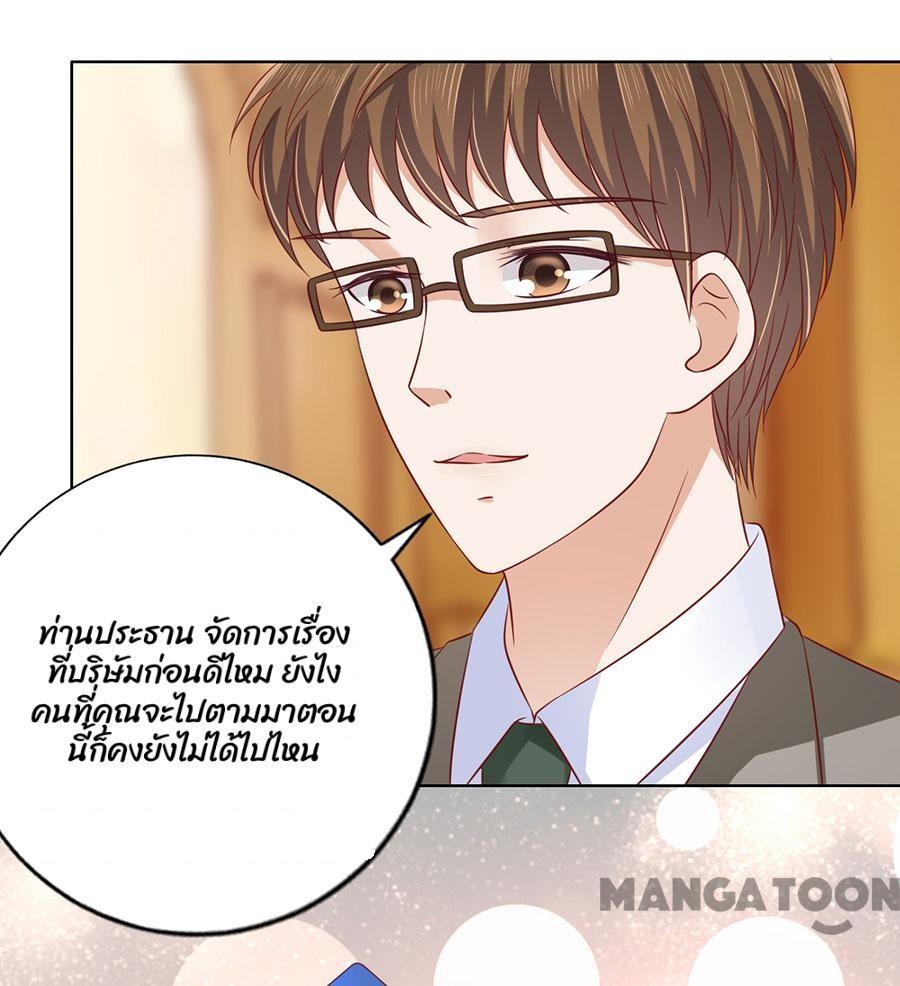 ท่านประธาน จัดการเรื่อง
ที่บริษัมก่อนดีไหม ยังไง
คนที่คุณจะไปตามมาตอน
นี้ก็คงยังไม่ได้ไปไหน
MANGATOON